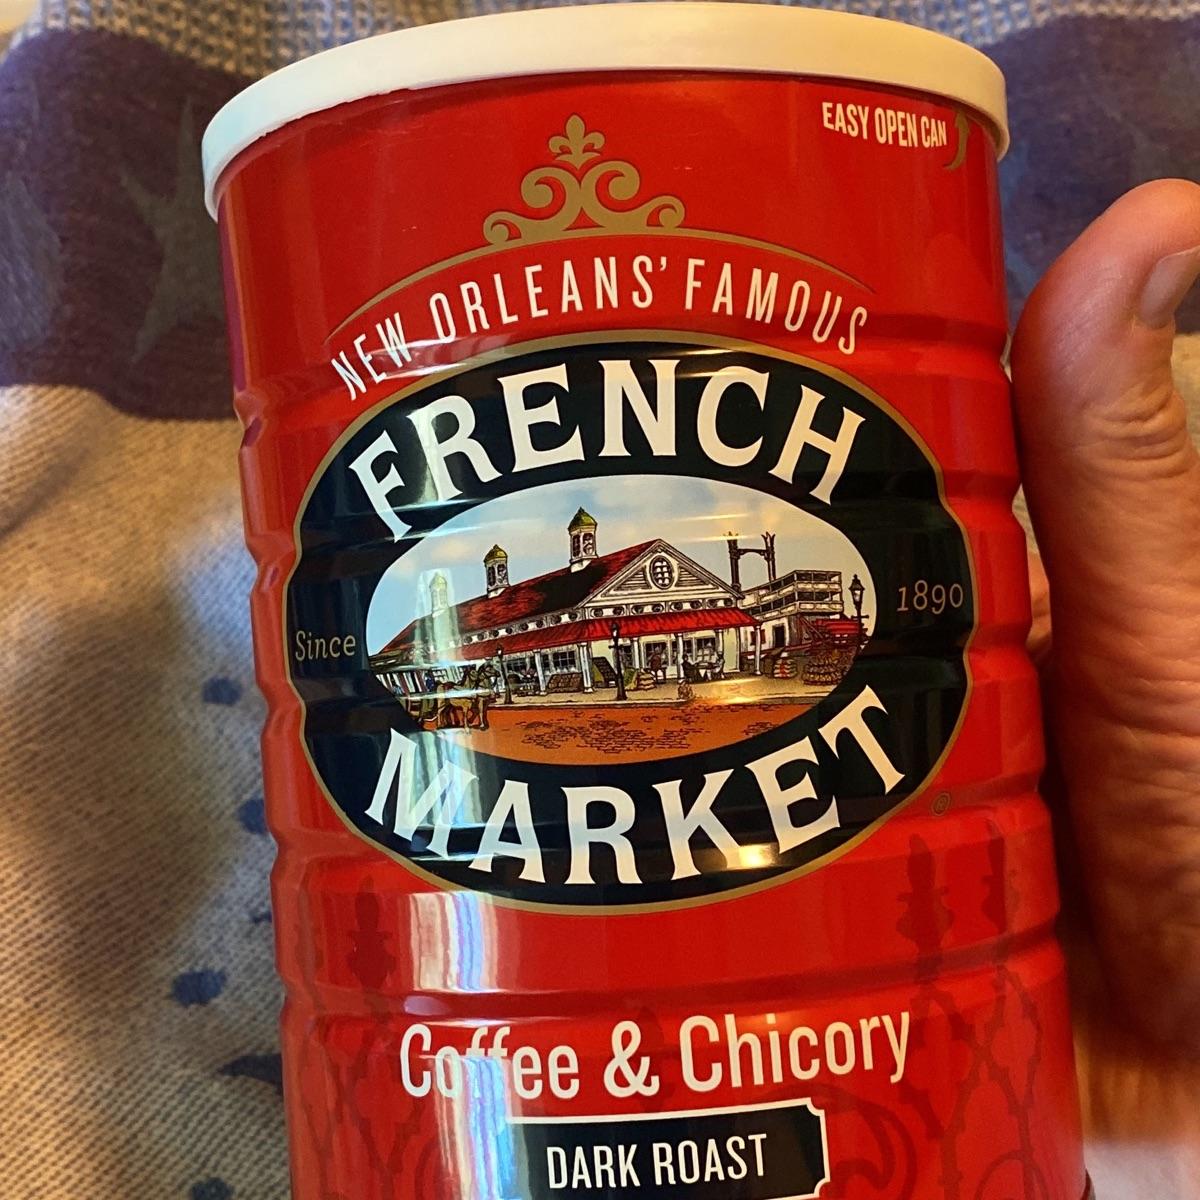 EASY OPEN CAN
NEW ORLEANS' FAMOUS
FRENCH
Since 1890
MARKET
®
Coffee & Chicory
DARK ROAST